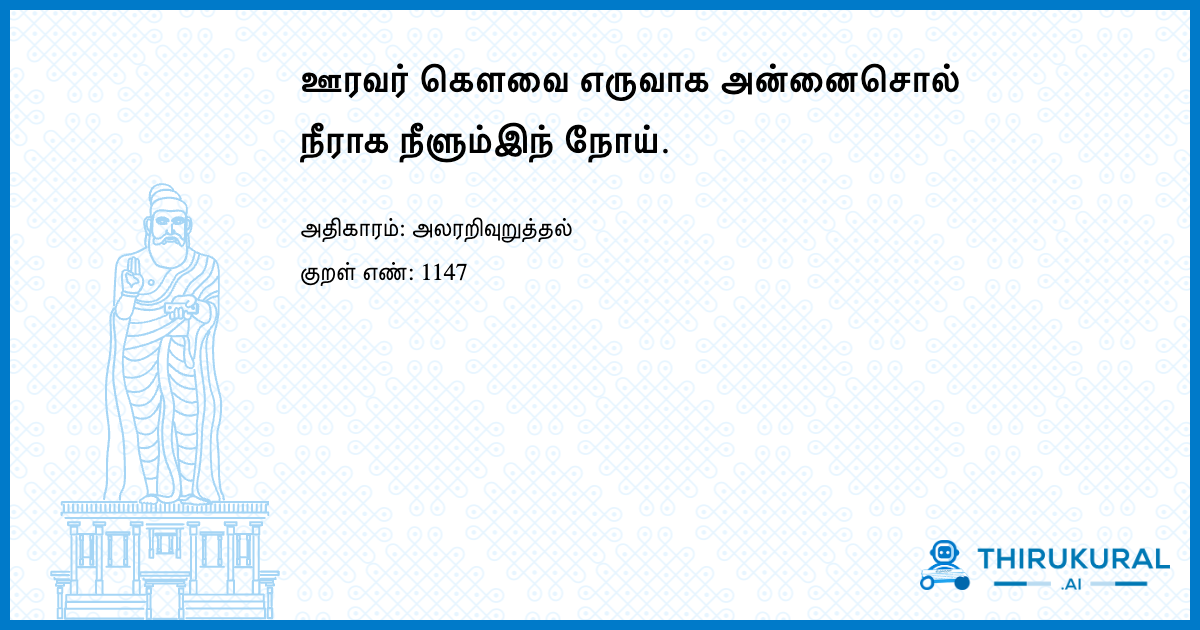 ஊரவர் கௌவை எருவாக அன்னைசொல்
நீராக நீளும்இந் நோய்.
அதிகாரம்: அலரறிவுறுத்தல்
குறள் எண்: 1147
THIRUKURAL
.AI